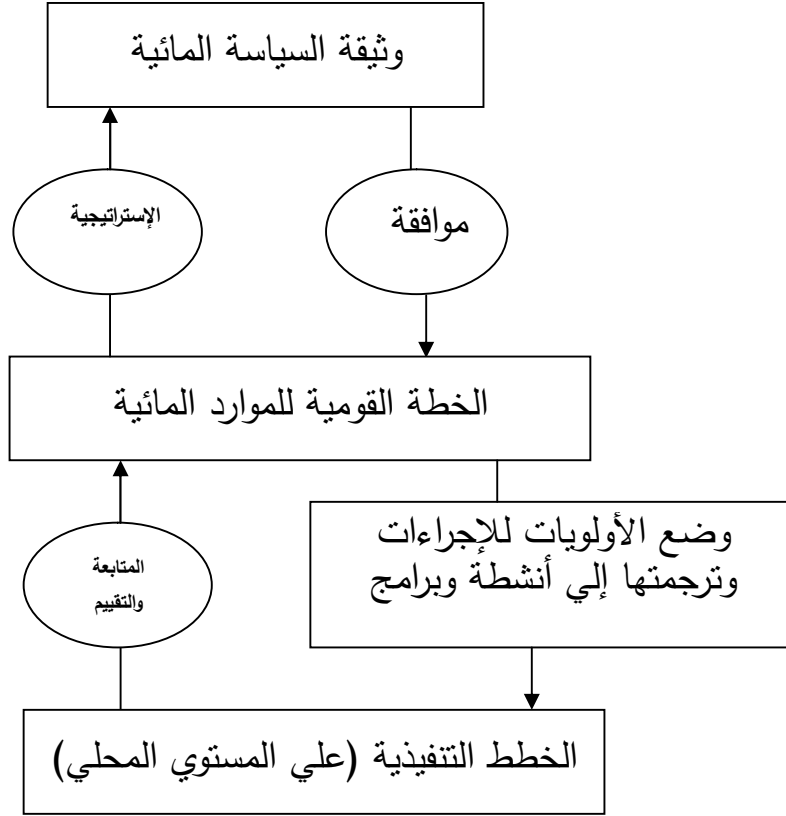 وثيقة السياسة المائية
موافقة
الإستراتيجية
الخطة القومية للموارد المائية
وضع الأولويات للإجراءات
وترجمتها إلي أنشطة وبرامج
المتابعة
والتقييم
الخطط التنفيذية (علي المستوي المحلي)